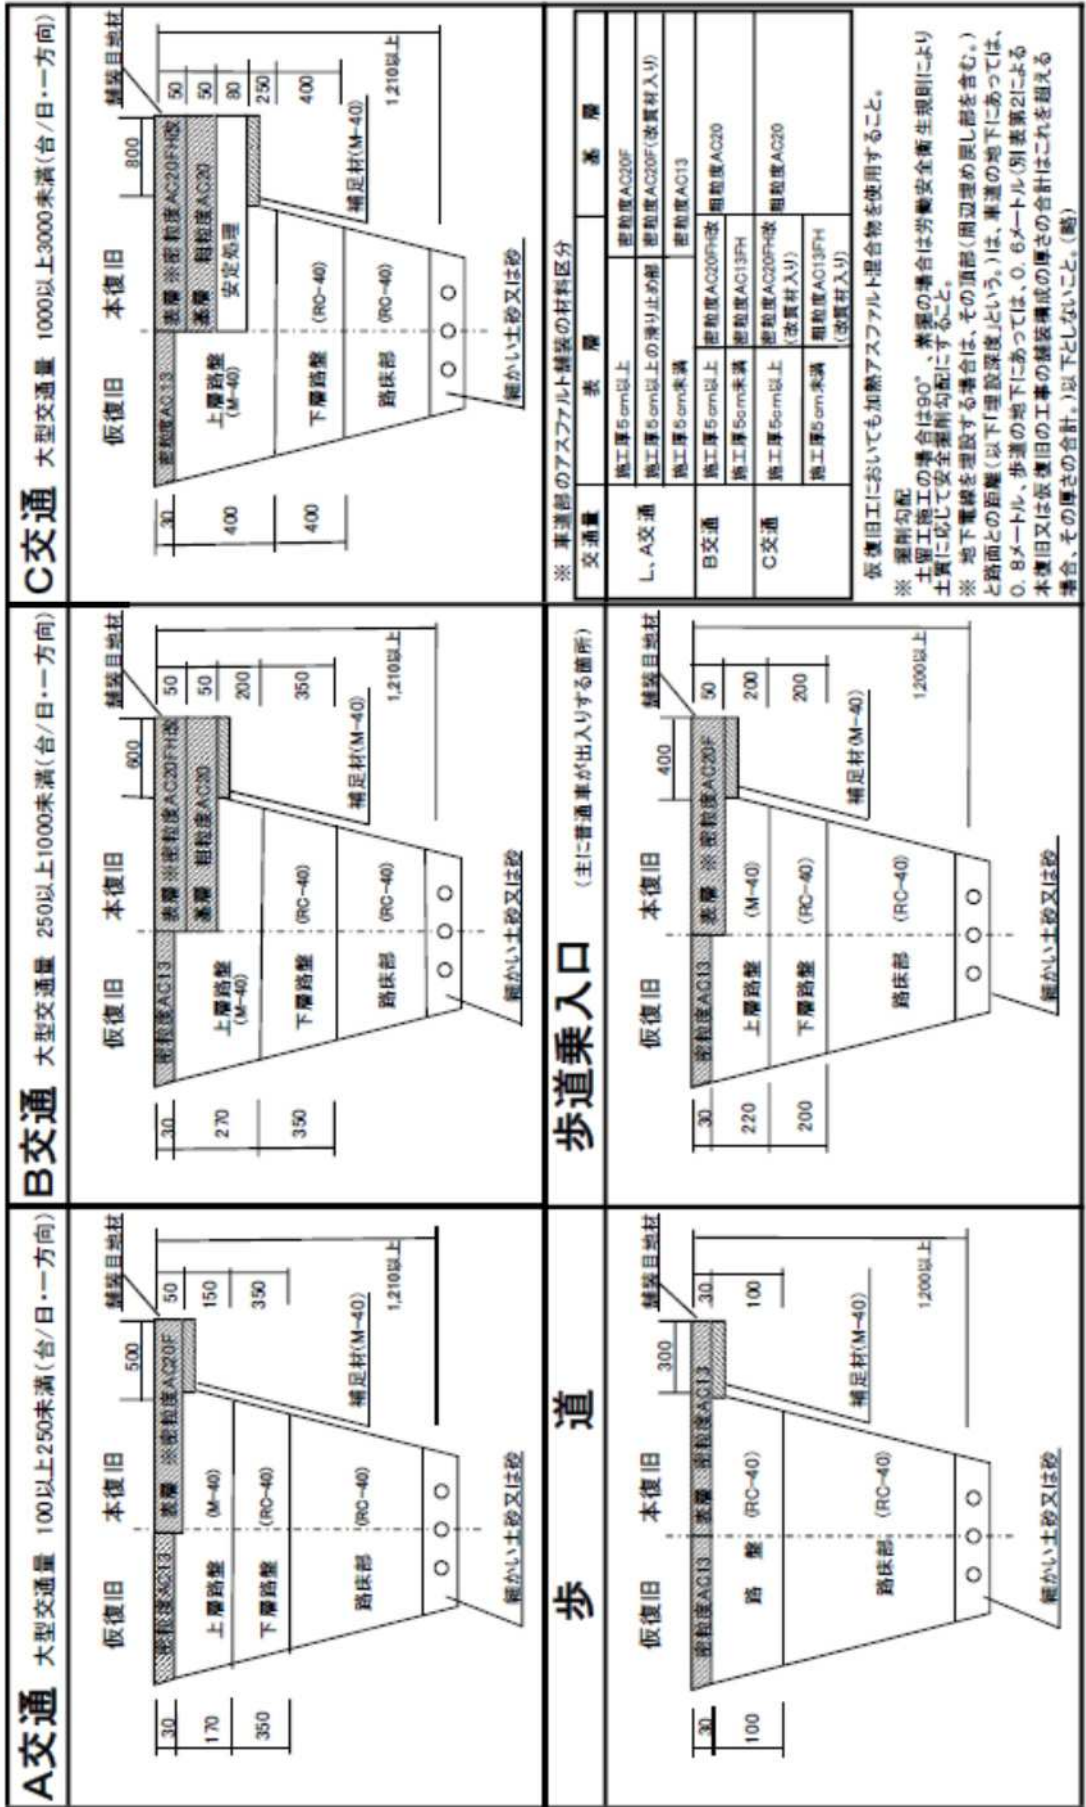 A交通 大型交通量 100以上250未満(台/日・一方向)
仮復旧 本復旧
500
舗装目地材
密粒度AC13
表層 ※密粒度AC20F
30
170
350
上層路盤 (M-40)
下層路盤 (RC-40)
路床部 (RC-40)
50
150
350
1,210以上
補足材(M-40)
細かい土砂又は砂
B交通 大型交通量 250以上1000未満(台/日・一方向)
仮復旧 本復旧
600
舗装目地材
密粒度AC13
表層 ※密粒度AC20FH改
基層 粗粒度AC20
30
270
350
上層路盤
(M-40)
下層路盤 (RC-40)
路床部 (RC-40)
50
50
200
350
1,210以上
補足材(M-40)
細かい土砂又は砂
C交通 大型交通量 1000以上3000未満(台/日・一方向)
仮復旧 本復旧
800
舗装目地材
密粒度AC13
表層 ※密粒度AC20FH改
基層 粗粒度AC20
安定処理
30
400
400
上層路盤
(M-40)
下層路盤 (RC-40)
路床部 (RC-40)
50
50
80
250
400
1,210以上
補足材(M-40)
細かい土砂又は砂
歩道
仮復旧 本復旧
300
舗装目地材
密粒度AC13
表層 密粒度AC13
30
100
路盤 (RC-40)
路床部 (RC-40)
30
100
1,200以上
補足材(M-40)
細かい土砂又は砂
歩道乗入口 (主に普通車が出入りする箇所)
仮復旧 本復旧
400
舗装目地材
密粒度AC13
表層 ※密粒度AC20F
30
220
200
上層路盤 (M-40)
下層路盤 (RC-40)
路床部 (RC-40)
50
200
200
1,200以上
補足材(M-40)
細かい土砂又は砂
※ 車道部のアスファルト舗装の材料区分
交通量 表層 基層
L、A交通 施工厚5cm以上 密粒度AC20F
施工厚5cm以上の滑り止め部 密粒度AC20F(改質材入り)
施工厚5cm未満 密粒度AC13
B交通 施工厚5cm以上 密粒度AC20FH改 粗粒度AC20
施工厚5cm未満 密粒度AC13FH
C交通 施工厚5cm以上 密粒度AC20FH改 粗粒度AC20
(改質材入り)
施工厚5cm未満 粗粒度AC13FH
(改質材入り)
仮復旧工においても加熱アスファルト混合物を使用すること。
※ 掘削勾配
土留工施工の場合は90°、素掘の場合は労働安全衛生規則により
土質に応じて安全掘削勾配にすること。
※ 地下電線を埋設する場合は、その頂部(周辺埋め戻し部を含む。)
と路面との距離(以下「埋設深度」という。)は、車道の地下にあっては、
0.8メートル、歩道の地下にあっては、0.6メートル(別表第2による
本復旧又は仮復旧の工事の舗装構成の厚さの合計はこれを超える
場合、その厚さの合計。)以下としないこと。(略)